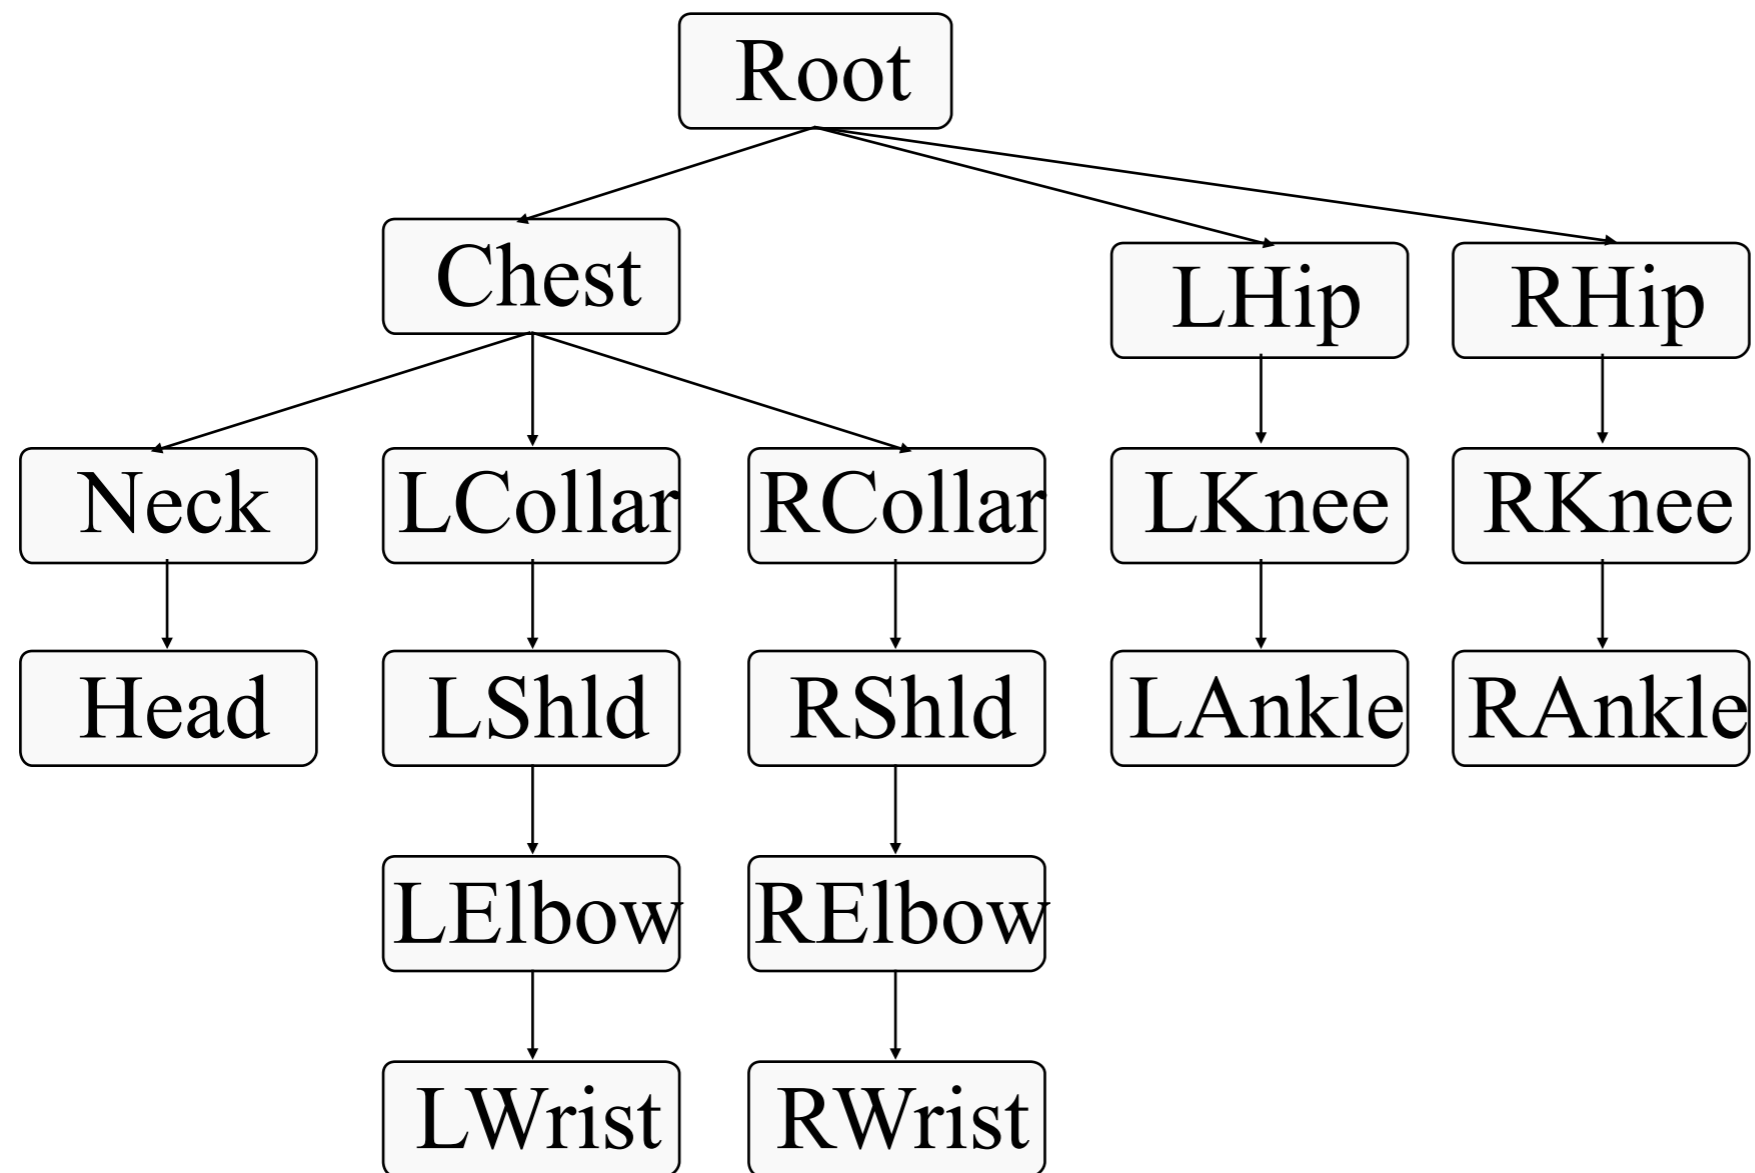 Root
Chest
LHip
RHip
Neck
LCollar
RCollar
LKnee
RKnee
Head
LShld
RShld
LAnkle
RAnkle
LElbow
RElbow
LWrist
RWrist